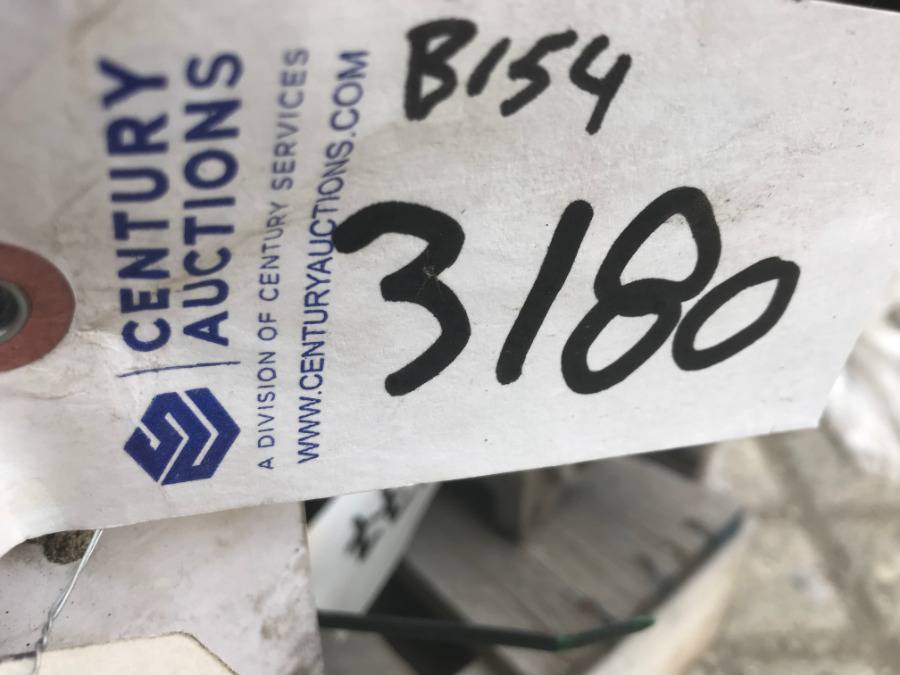 B154
3180
CENTURY
AUCTIONS
A DIVISION OF CENTURY SERVICES
WWW.CENTURYAUCTIONS.COM